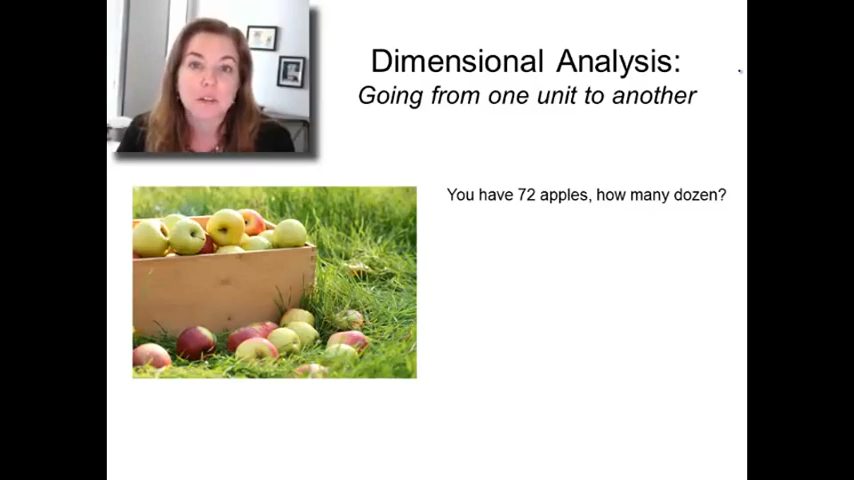 Dimensional Analysis:
Going from one unit to another
You have 72 apples, how many dozen?